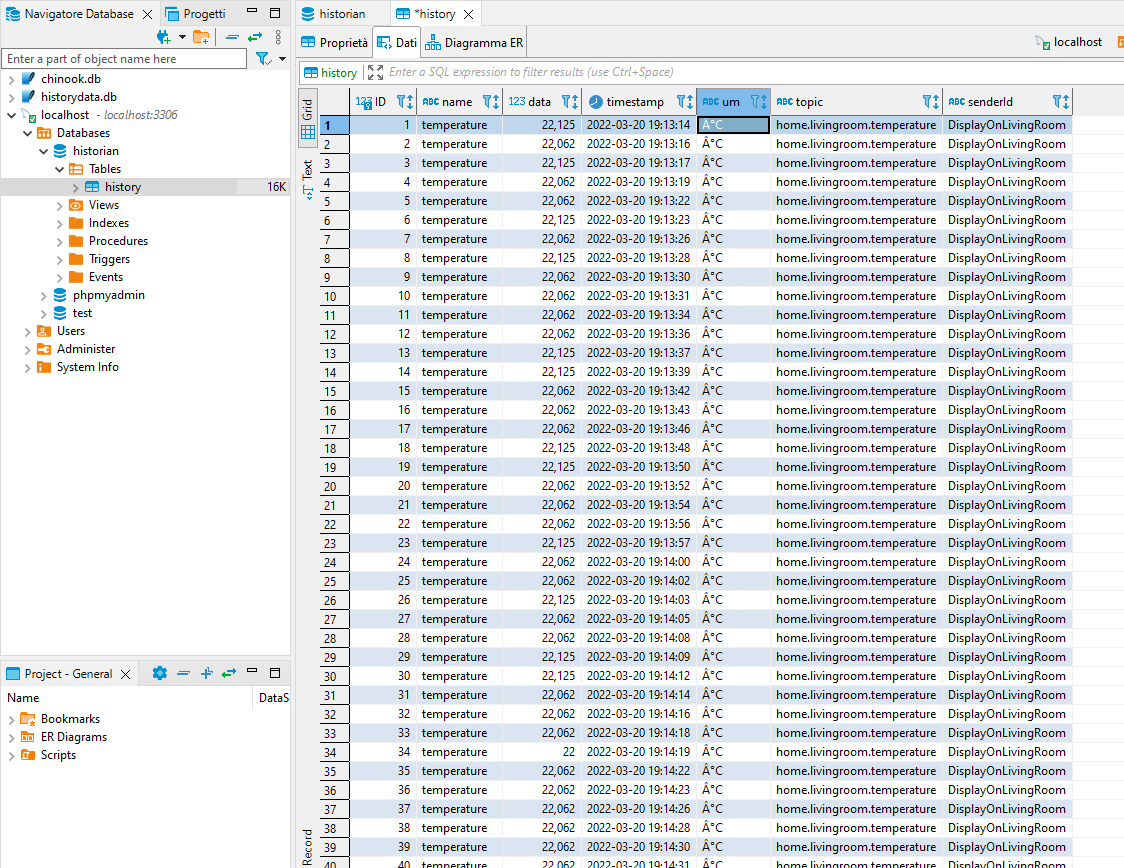 Navigatore Database Progetti
Enter a part of object name here
chinook.db
historydata.db
localhost - localhost:3306
Databases
historian
Tables
history 16K
Views
Indexes
Procedures
Triggers
Events
phpmyadmin
test
Users
Administer
System Info
Project - General
Name DataS
Bookmarks
ER Diagrams
Scripts
historian *history
Proprietà Dati Diagramma ER localhost
history Enter a SQL expression to filter results (use Ctrl+Space)
Grid
Text
Record
123 ID ABC name 123 data timestamp ABC um ABC topic ABC senderId
1 1 temperature 22,125 2022-03-20 19:13:14 Â°C home.livingroom.temperature DisplayOnLivingRoom
2 2 temperature 22,062 2022-03-20 19:13:16 Â°C home.livingroom.temperature DisplayOnLivingRoom
3 3 temperature 22,125 2022-03-20 19:13:17 Â°C home.livingroom.temperature DisplayOnLivingRoom
4 4 temperature 22,062 2022-03-20 19:13:19 Â°C home.livingroom.temperature DisplayOnLivingRoom
5 5 temperature 22,062 2022-03-20 19:13:22 Â°C home.livingroom.temperature DisplayOnLivingRoom
6 6 temperature 22,125 2022-03-20 19:13:23 Â°C home.livingroom.temperature DisplayOnLivingRoom
7 7 temperature 22,062 2022-03-20 19:13:26 Â°C home.livingroom.temperature DisplayOnLivingRoom
8 8 temperature 22,125 2022-03-20 19:13:28 Â°C home.livingroom.temperature DisplayOnLivingRoom
9 9 temperature 22,062 2022-03-20 19:13:30 Â°C home.livingroom.temperature DisplayOnLivingRoom
10 10 temperature 22,062 2022-03-20 19:13:31 Â°C home.livingroom.temperature DisplayOnLivingRoom
11 11 temperature 22,062 2022-03-20 19:13:34 Â°C home.livingroom.temperature DisplayOnLivingRoom
12 12 temperature 22,062 2022-03-20 19:13:36 Â°C home.livingroom.temperature DisplayOnLivingRoom
13 13 temperature 22,125 2022-03-20 19:13:37 Â°C home.livingroom.temperature DisplayOnLivingRoom
14 14 temperature 22,125 2022-03-20 19:13:39 Â°C home.livingroom.temperature DisplayOnLivingRoom
15 15 temperature 22,062 2022-03-20 19:13:42 Â°C home.livingroom.temperature DisplayOnLivingRoom
16 16 temperature 22,062 2022-03-20 19:13:43 Â°C home.livingroom.temperature DisplayOnLivingRoom
17 17 temperature 22,062 2022-03-20 19:13:46 Â°C home.livingroom.temperature DisplayOnLivingRoom
18 18 temperature 22,125 2022-03-20 19:13:48 Â°C home.livingroom.temperature DisplayOnLivingRoom
19 19 temperature 22,125 2022-03-20 19:13:50 Â°C home.livingroom.temperature DisplayOnLivingRoom
20 20 temperature 22,062 2022-03-20 19:13:52 Â°C home.livingroom.temperature DisplayOnLivingRoom
21 21 temperature 22,062 2022-03-20 19:13:54 Â°C home.livingroom.temperature DisplayOnLivingRoom
22 22 temperature 22,062 2022-03-20 19:13:56 Â°C home.livingroom.temperature DisplayOnLivingRoom
23 23 temperature 22,125 2022-03-20 19:13:57 Â°C home.livingroom.temperature DisplayOnLivingRoom
24 24 temperature 22,062 2022-03-20 19:14:00 Â°C home.livingroom.temperature DisplayOnLivingRoom
25 25 temperature 22,062 2022-03-20 19:14:02 Â°C home.livingroom.temperature DisplayOnLivingRoom
26 26 temperature 22,125 2022-03-20 19:14:03 Â°C home.livingroom.temperature DisplayOnLivingRoom
27 27 temperature 22,062 2022-03-20 19:14:05 Â°C home.livingroom.temperature DisplayOnLivingRoom
28 28 temperature 22,062 2022-03-20 19:14:08 Â°C home.livingroom.temperature DisplayOnLivingRoom
29 29 temperature 22,125 2022-03-20 19:14:09 Â°C home.livingroom.temperature DisplayOnLivingRoom
30 30 temperature 22,125 2022-03-20 19:14:12 Â°C home.livingroom.temperature DisplayOnLivingRoom
31 31 temperature 22,062 2022-03-20 19:14:14 Â°C home.livingroom.temperature DisplayOnLivingRoom
32 32 temperature 22,062 2022-03-20 19:14:16 Â°C home.livingroom.temperature DisplayOnLivingRoom
33 33 temperature 22,062 2022-03-20 19:14:18 Â°C home.livingroom.temperature DisplayOnLivingRoom
34 34 temperature 22 2022-03-20 19:14:19 Â°C home.livingroom.temperature DisplayOnLivingRoom
35 35 temperature 22,062 2022-03-20 19:14:22 Â°C home.livingroom.temperature DisplayOnLivingRoom
36 36 temperature 22,062 2022-03-20 19:14:23 Â°C home.livingroom.temperature DisplayOnLivingRoom
37 37 temperature 22,062 2022-03-20 19:14:26 Â°C home.livingroom.temperature DisplayOnLivingRoom
38 38 temperature 22,062 2022-03-20 19:14:28 Â°C home.livingroom.temperature DisplayOnLivingRoom
39 39 temperature 22,062 2022-03-20 19:14:30 Â°C home.livingroom.temperature DisplayOnLivingRoom
40 40 temperature 22,062 2022-03-20 19:14:31 Â°C home.livingroom.temperature DisplayOnLivingRoom